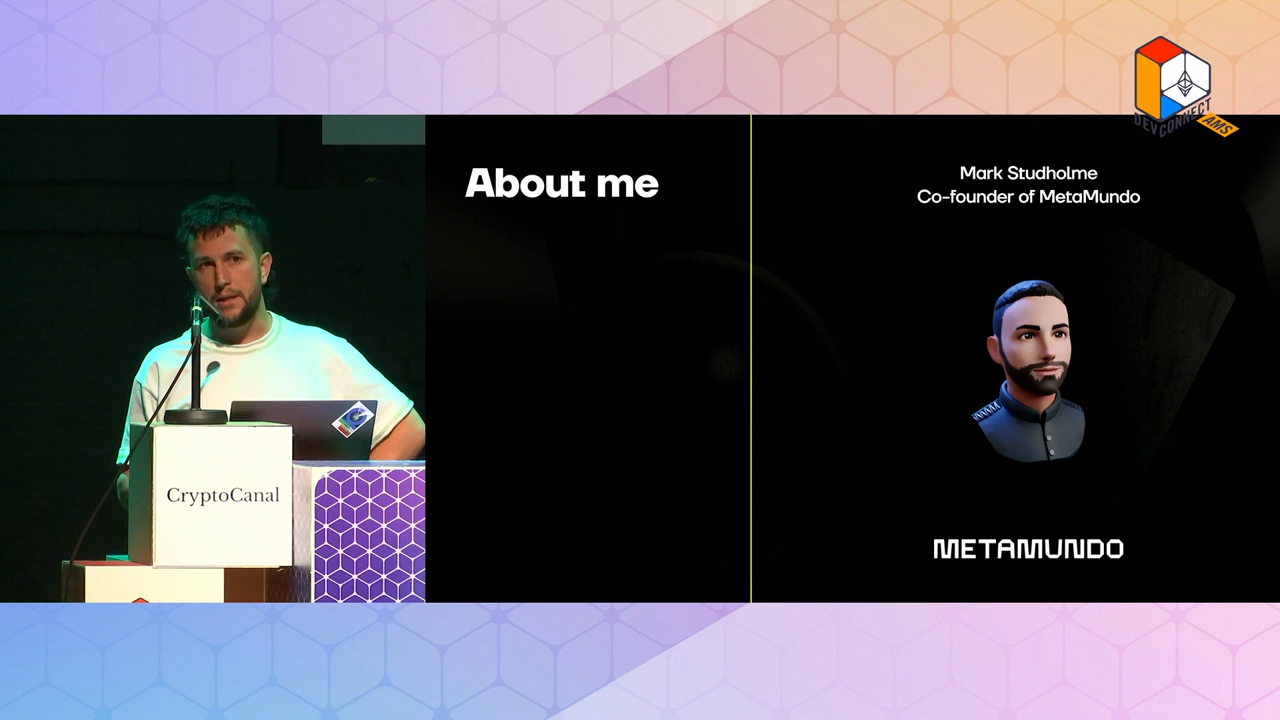 About me
Mark Studholme
Co-founder of MetaMundo
METAMUNDO
CryptoCanal
DEVCONNECT
AMS